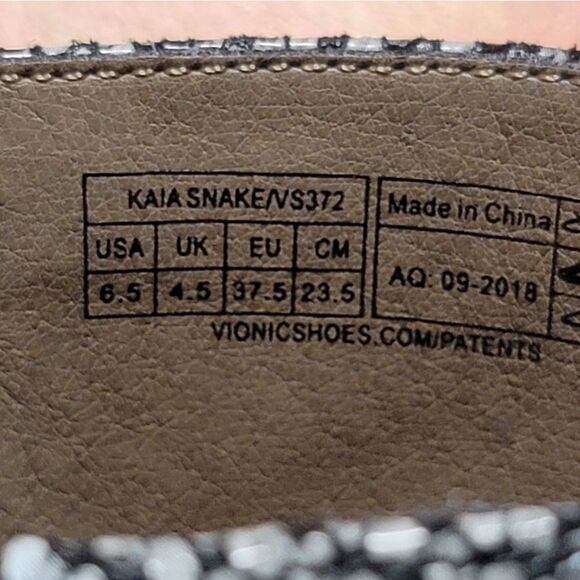 KAIA SNAKE/VS372
USA UK EU CM
6.5 4.5 37.5 23.5
Made in China
AQ: 09-2018
VIONICSHOES.COM/PATENTS